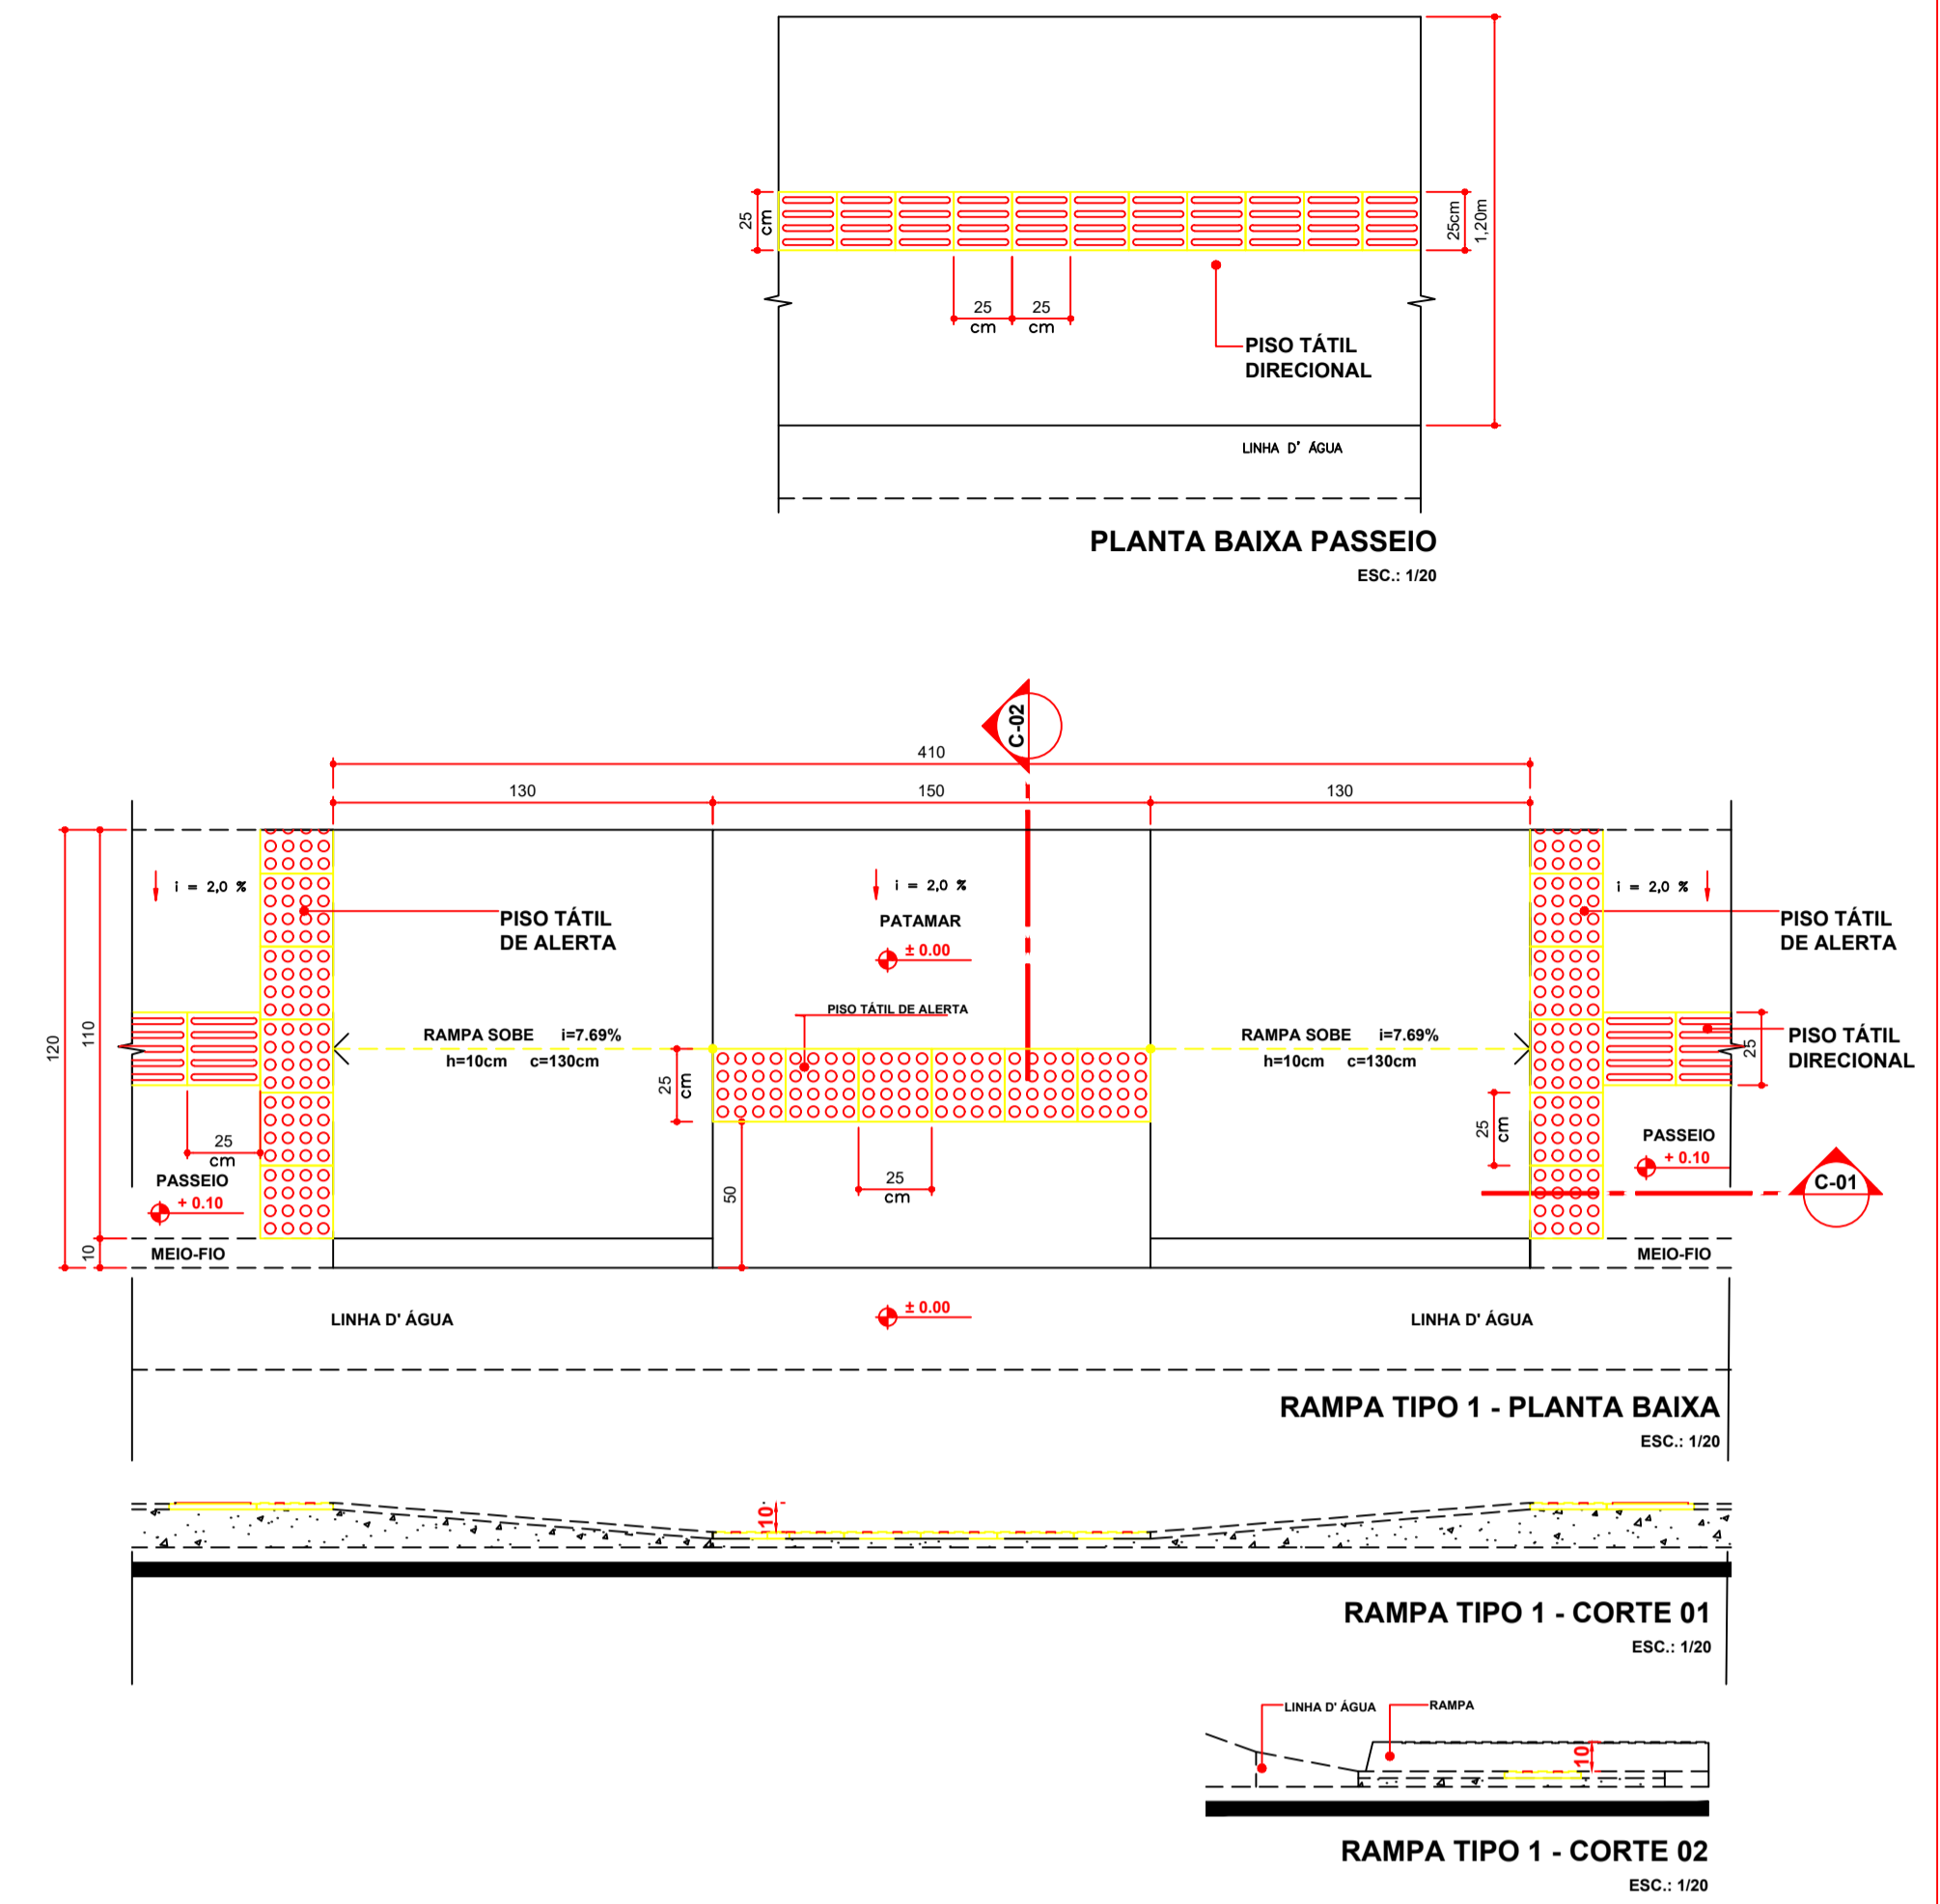 25
cm
25cm
1,20m
25
cm
25
cm
PISO TÁTIL
DIRECIONAL
LINHA D' ÁGUA
PLANTA BAIXA PASSEIO
ESC.: 1/20
C-02
410
130
150
130
i = 2,0 %
i = 2,0 %
i = 2,0 %
PISO TÁTIL
DE ALERTA
PATAMAR
± 0.00
PISO TÁTIL
DE ALERTA
PISO TÁTIL DE ALERTA
120
110
10
RAMPA SOBE i=7.69%
h=10cm c=130cm
RAMPA SOBE i=7.69%
h=10cm c=130cm
PISO TÁTIL
DIRECIONAL
25
25
cm
25
cm
25
cm
25
cm
50
PASSEIO
+ 0.10
PASSEIO
+ 0.10
C-01
MEIO-FIO
MEIO-FIO
LINHA D' ÁGUA
± 0.00
LINHA D' ÁGUA
RAMPA TIPO 1 - PLANTA BAIXA
ESC.: 1/20
10
RAMPA TIPO 1 - CORTE 01
ESC.: 1/20
LINHA D' ÁGUA
RAMPA
10
RAMPA TIPO 1 - CORTE 02
ESC.: 1/20